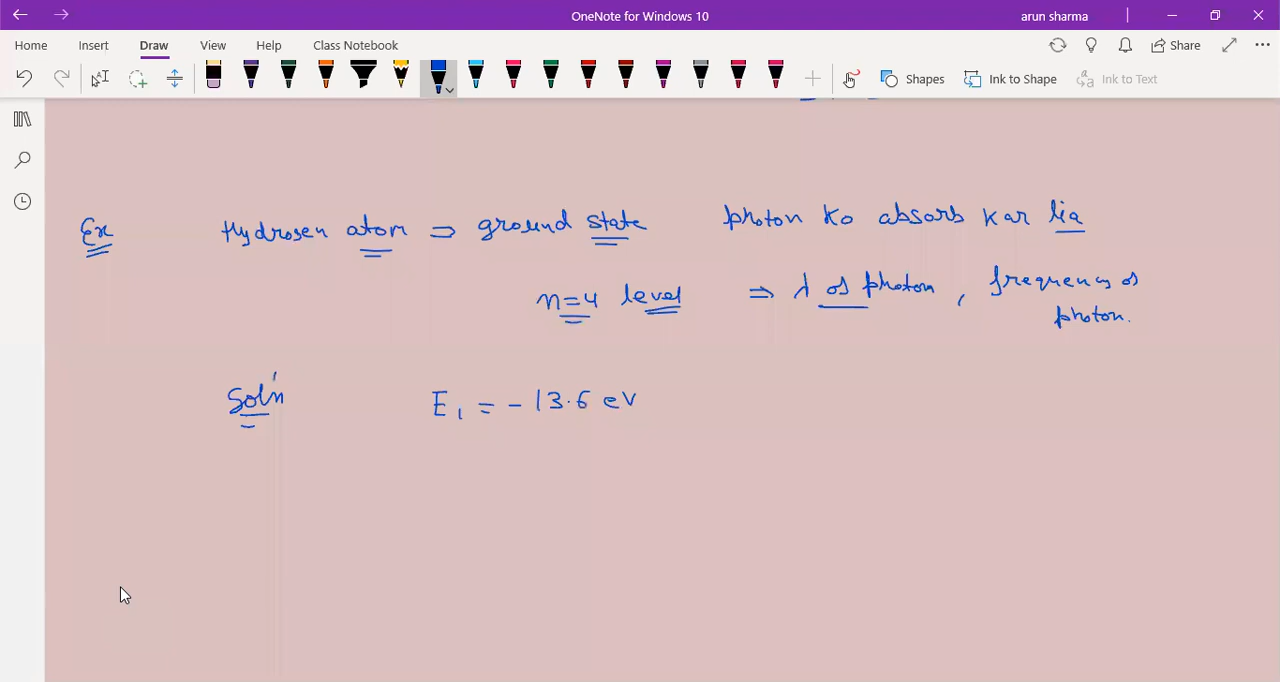 OneNote for Windows 10
arun sharma
Home Insert Draw View Help Class Notebook
Share
Shapes Ink to Shape Ink to Text
Ex Hydrogen atom ⇒ ground state photon ko absorb kar lia
n=4 level ⇒ λ of photon, frequency of
photon.
Soln E1 = -13.6 eV